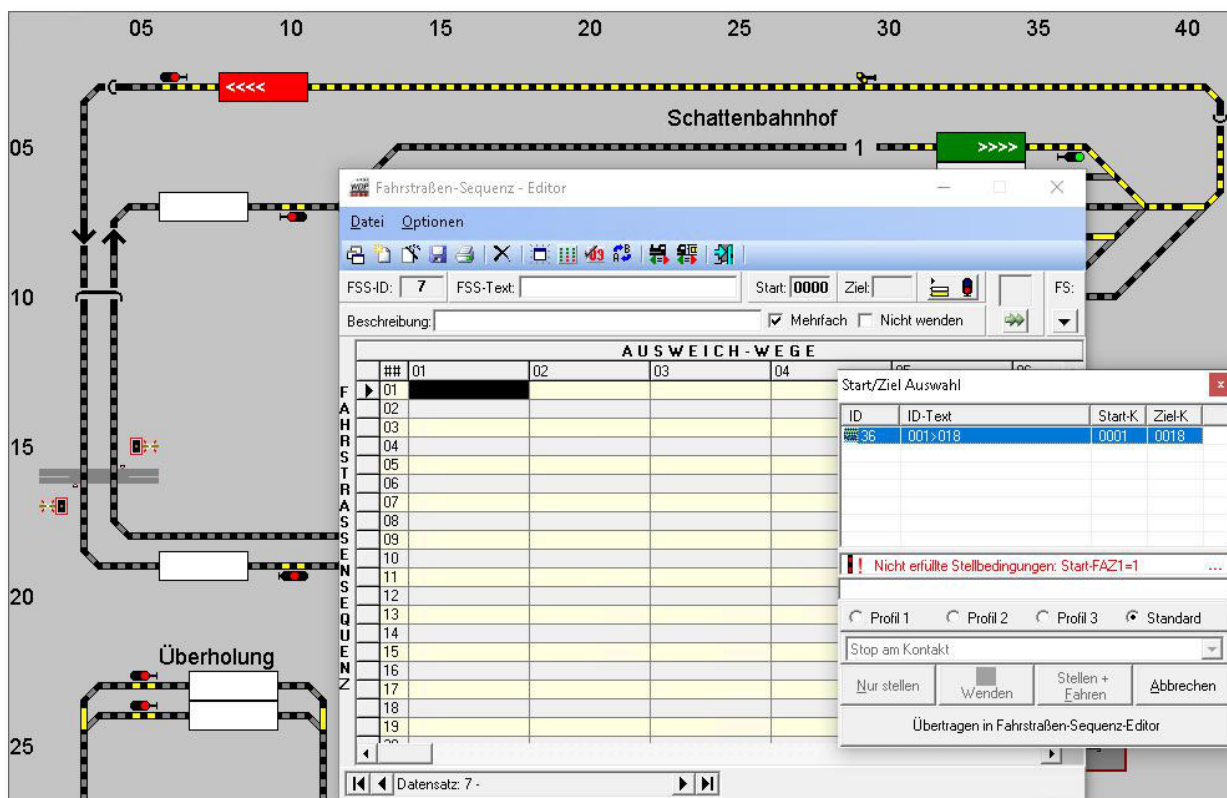 05 10 15 20 25 30 35 40
<<<<
Schattenbahnhof
05
1
>>>>
WDP Fahrstraßen-Sequenz - Editor
Datei Optionen
FSS-ID: 7 FSS-Text: Start: 0000 Ziel: FS:
10
Beschreibung: Mehrfach Nicht wenden
AUSWEICH-WEGE
## 01 02 03 04
FAHRSTRASSENSEQUENZ
01
02
03
04
05
06
07
08
09
10
11
12
13
14
15
16
17
18
19
15
20
Überholung
25
Datensatz: 7 -
Start/Ziel Auswahl
ID ID-Text Start-K Ziel-K
36 001>018 0001 0018
! Nicht erfüllte Stellbedingungen: Start-FAZ1=1 ...
Profil 1 Profil 2 Profil 3 Standard
Stop am Kontakt
Nur stellen Wenden Stellen + Fahren Abbrechen
Übertragen in Fahrstraßen-Sequenz-Editor